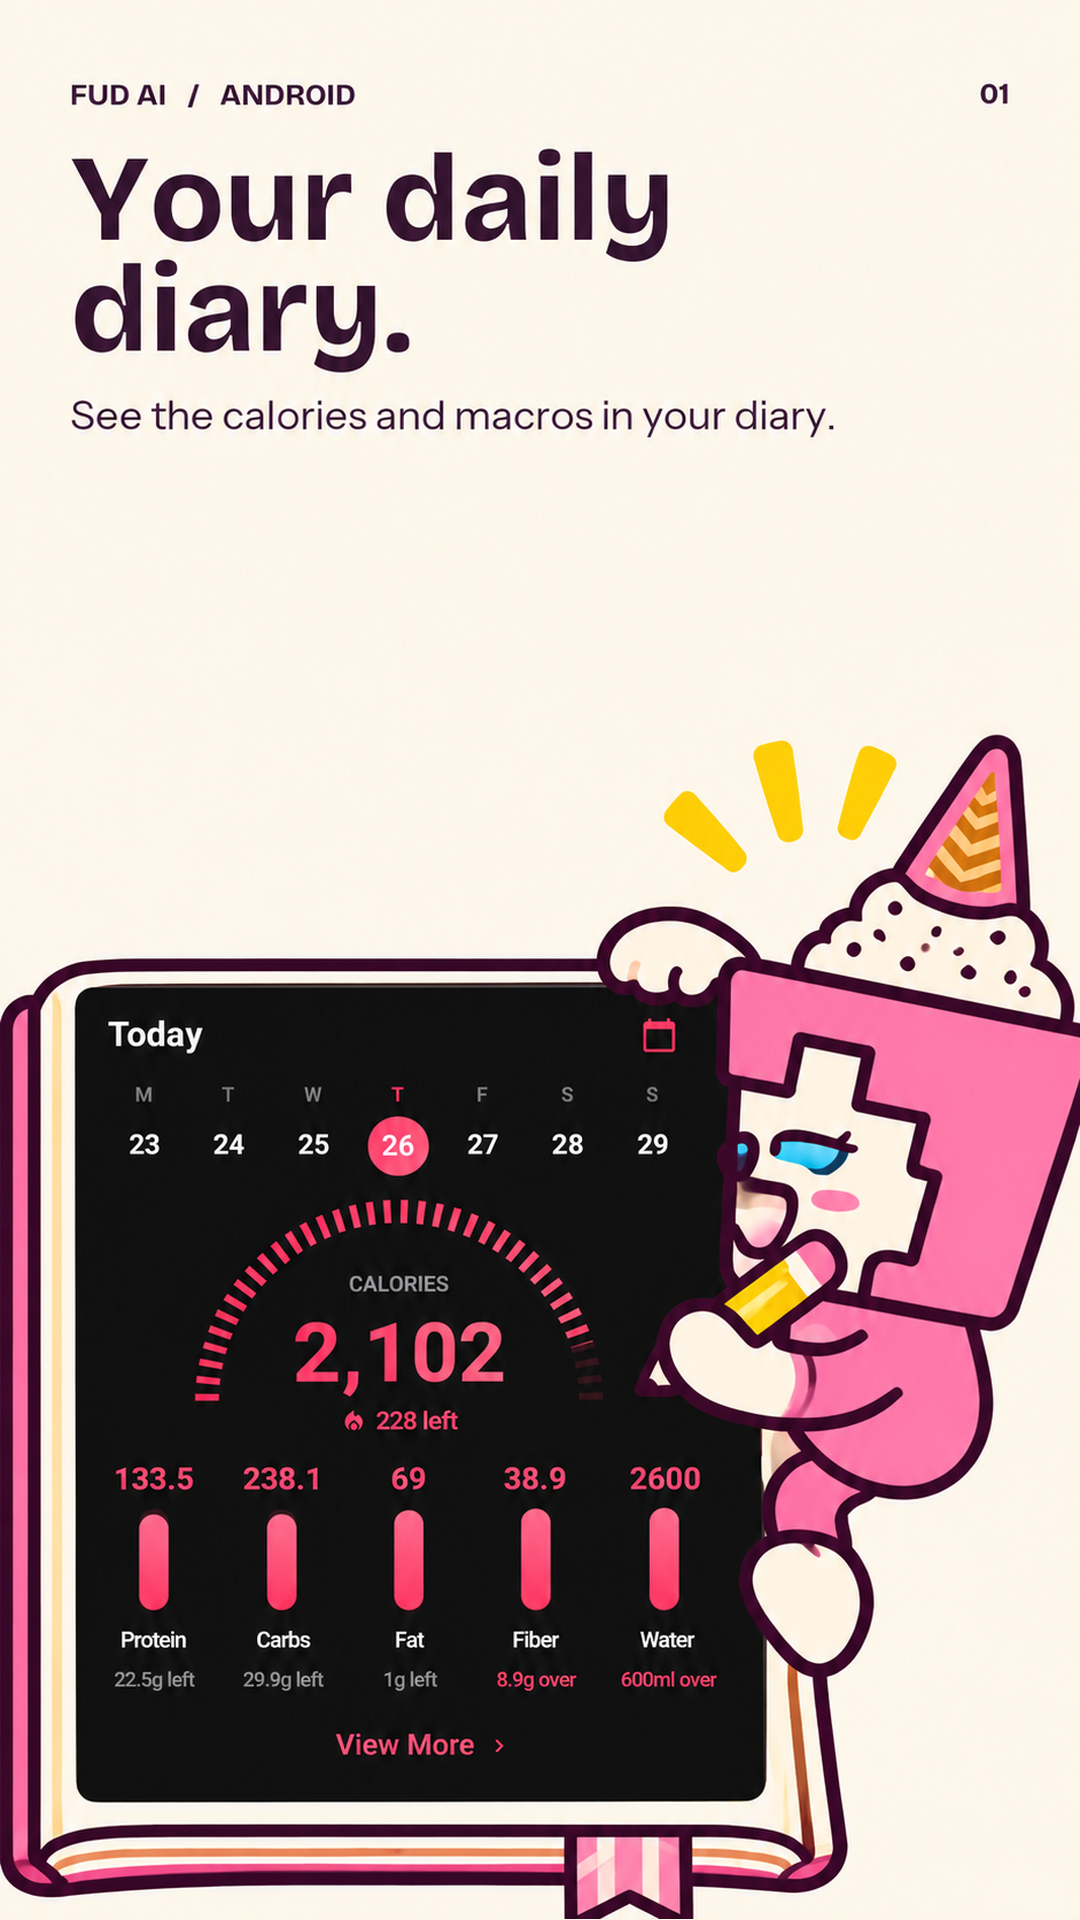 FUD AI / ANDROID
01
Your daily
diary.
See the calories and macros in your diary.
Today
M T W T F S S
23 24 25 26 27 28 29
CALORIES
2,102
228 left
133.5 238.1 69 38.9 2600
Protein Carbs Fat Fiber Water
22.5g left 29.9g left 1g left 8.9g over 600ml over
View More >